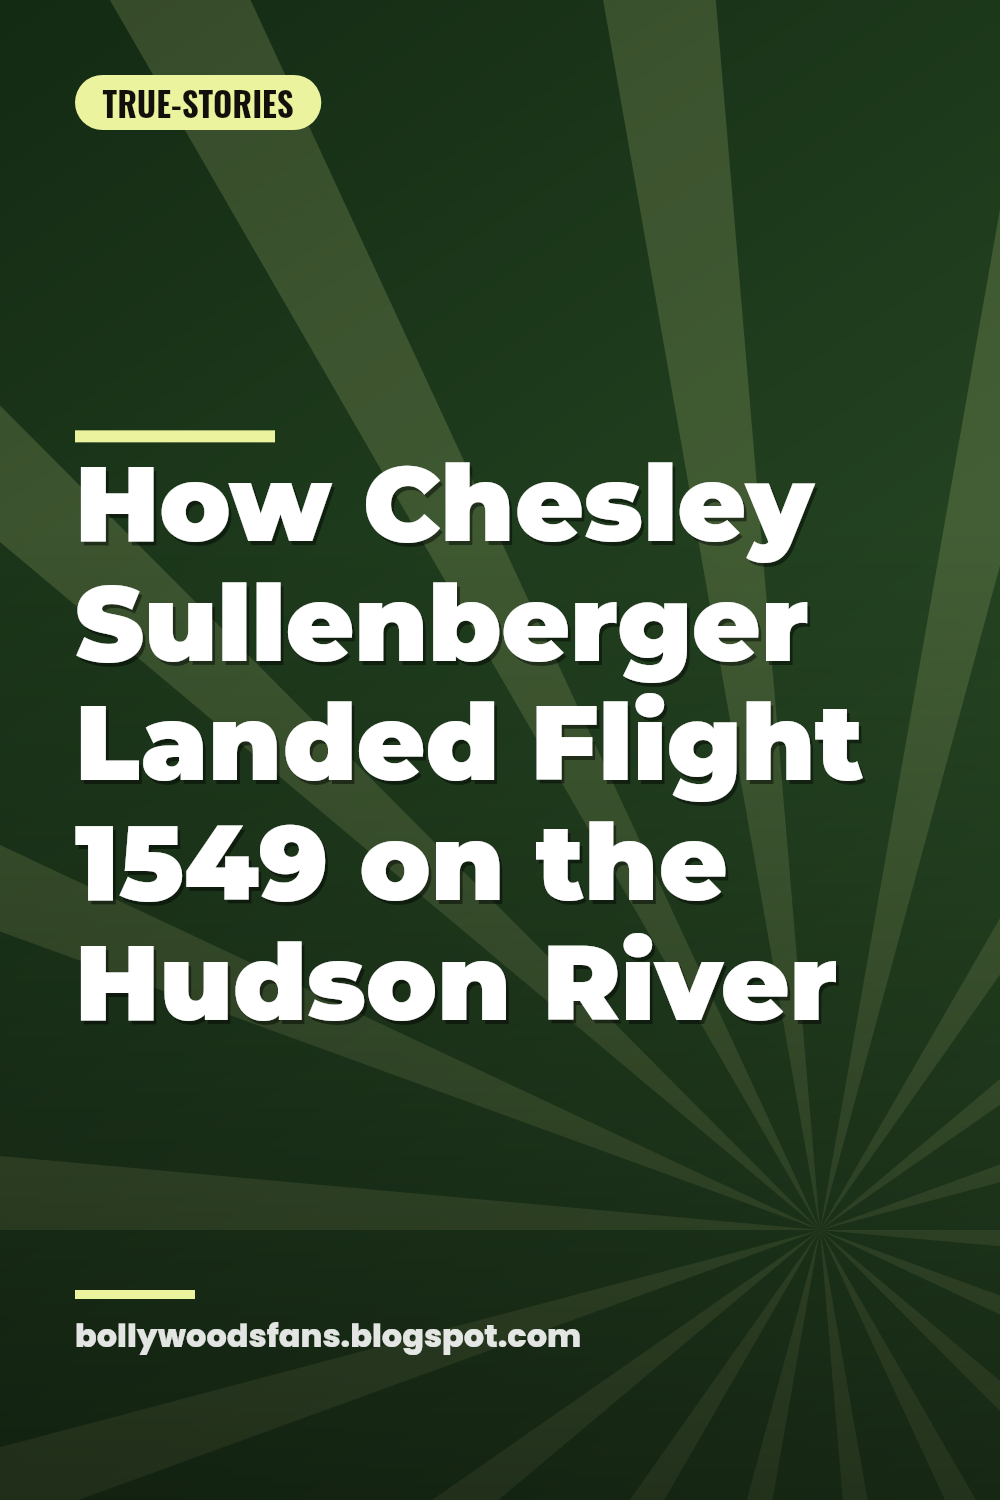 TRUE-STORIES
How Chesley
Sullenberger
Landed Flight
1549 on the
Hudson River
bollywoodsfans.blogspot.com